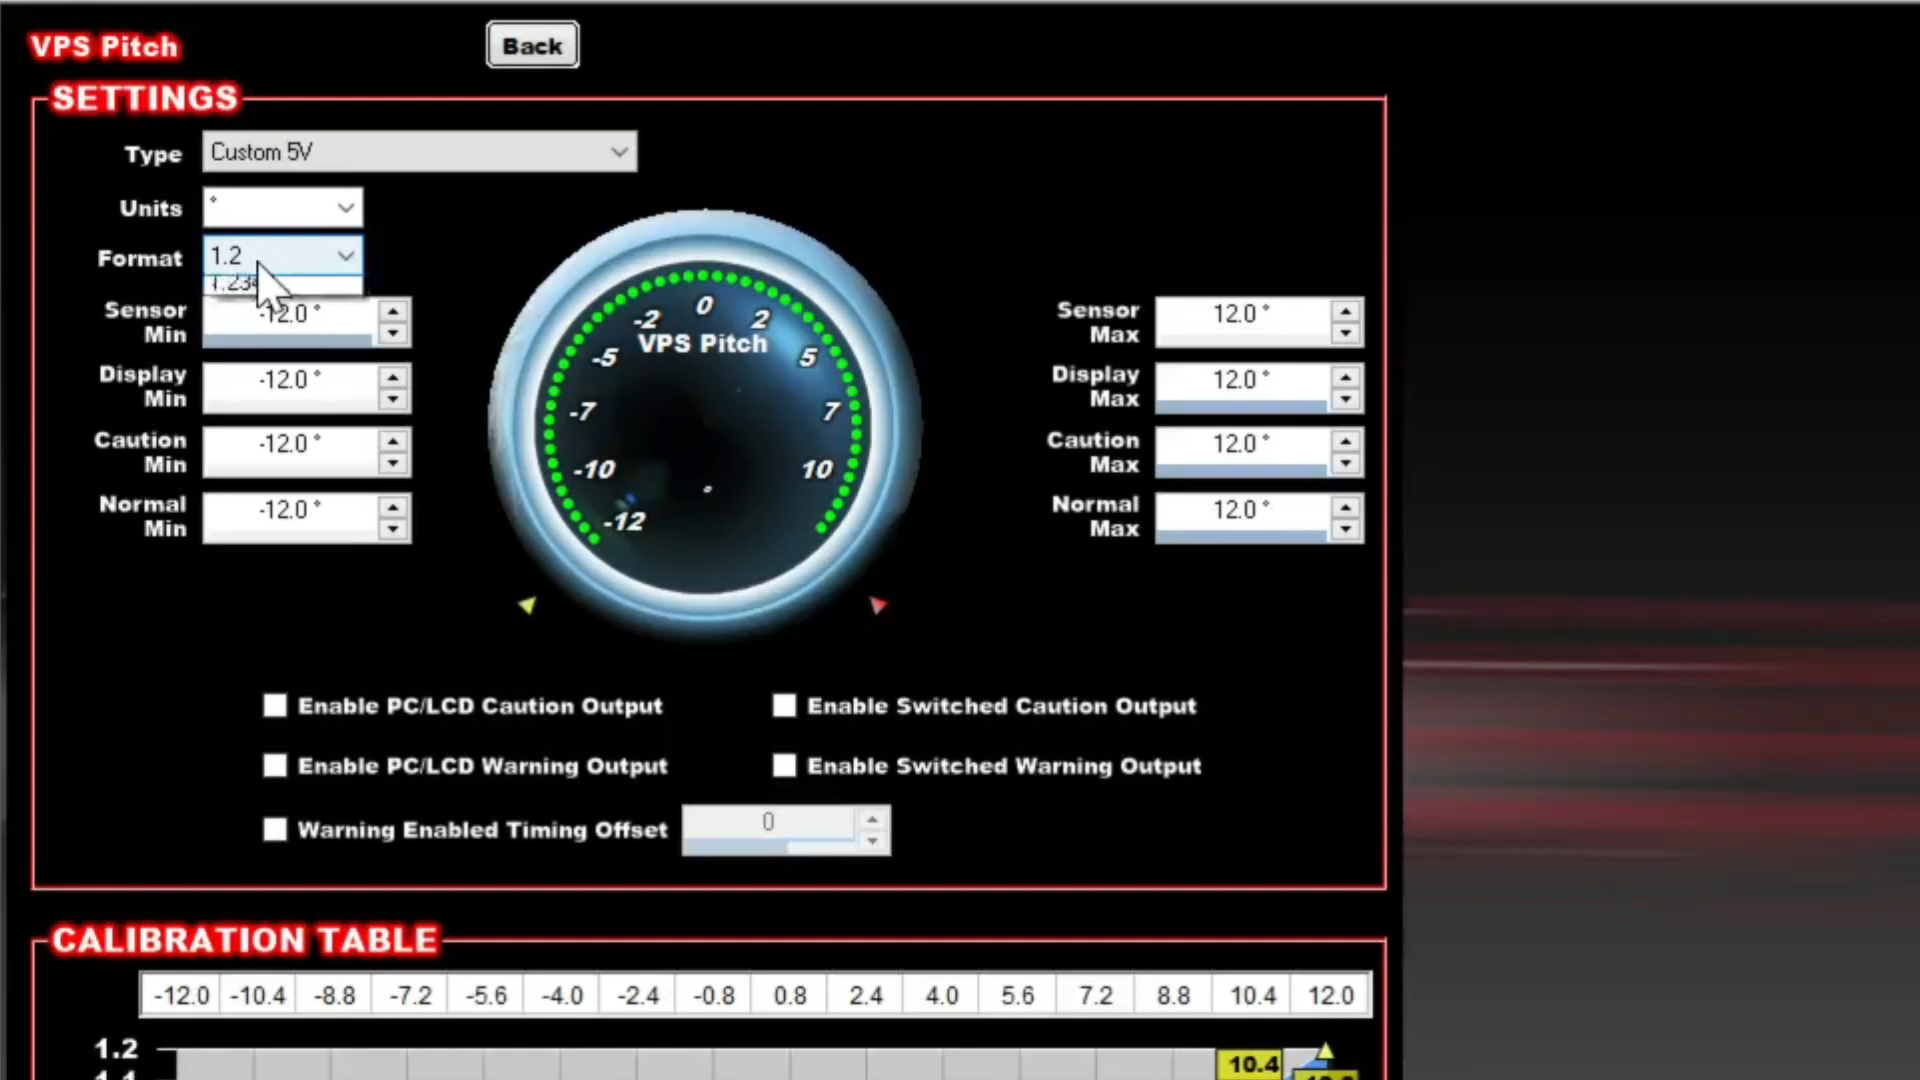 VPS Pitch
Back
SETTINGS
Type
Custom 5V
Units
°
Format
1.2
Sensor Min
-12.0 °
Display Min
-12.0 °
Caution Min
-12.0 °
Normal Min
-12.0 °
-12
-10
-7
-5
-2
0
2
5
7
10
VPS Pitch
Sensor Max
12.0 °
Display Max
12.0 °
Caution Max
12.0 °
Normal Max
12.0 °
Enable PC/LCD Caution Output
Enable Switched Caution Output
Enable PC/LCD Warning Output
Enable Switched Warning Output
Warning Enabled Timing Offset
0
CALIBRATION TABLE
-12.0 -10.4 -8.8 -7.2 -5.6 -4.0 -2.4 -0.8 0.8 2.4 4.0 5.6 7.2 8.8 10.4 12.0
1.2
10.4